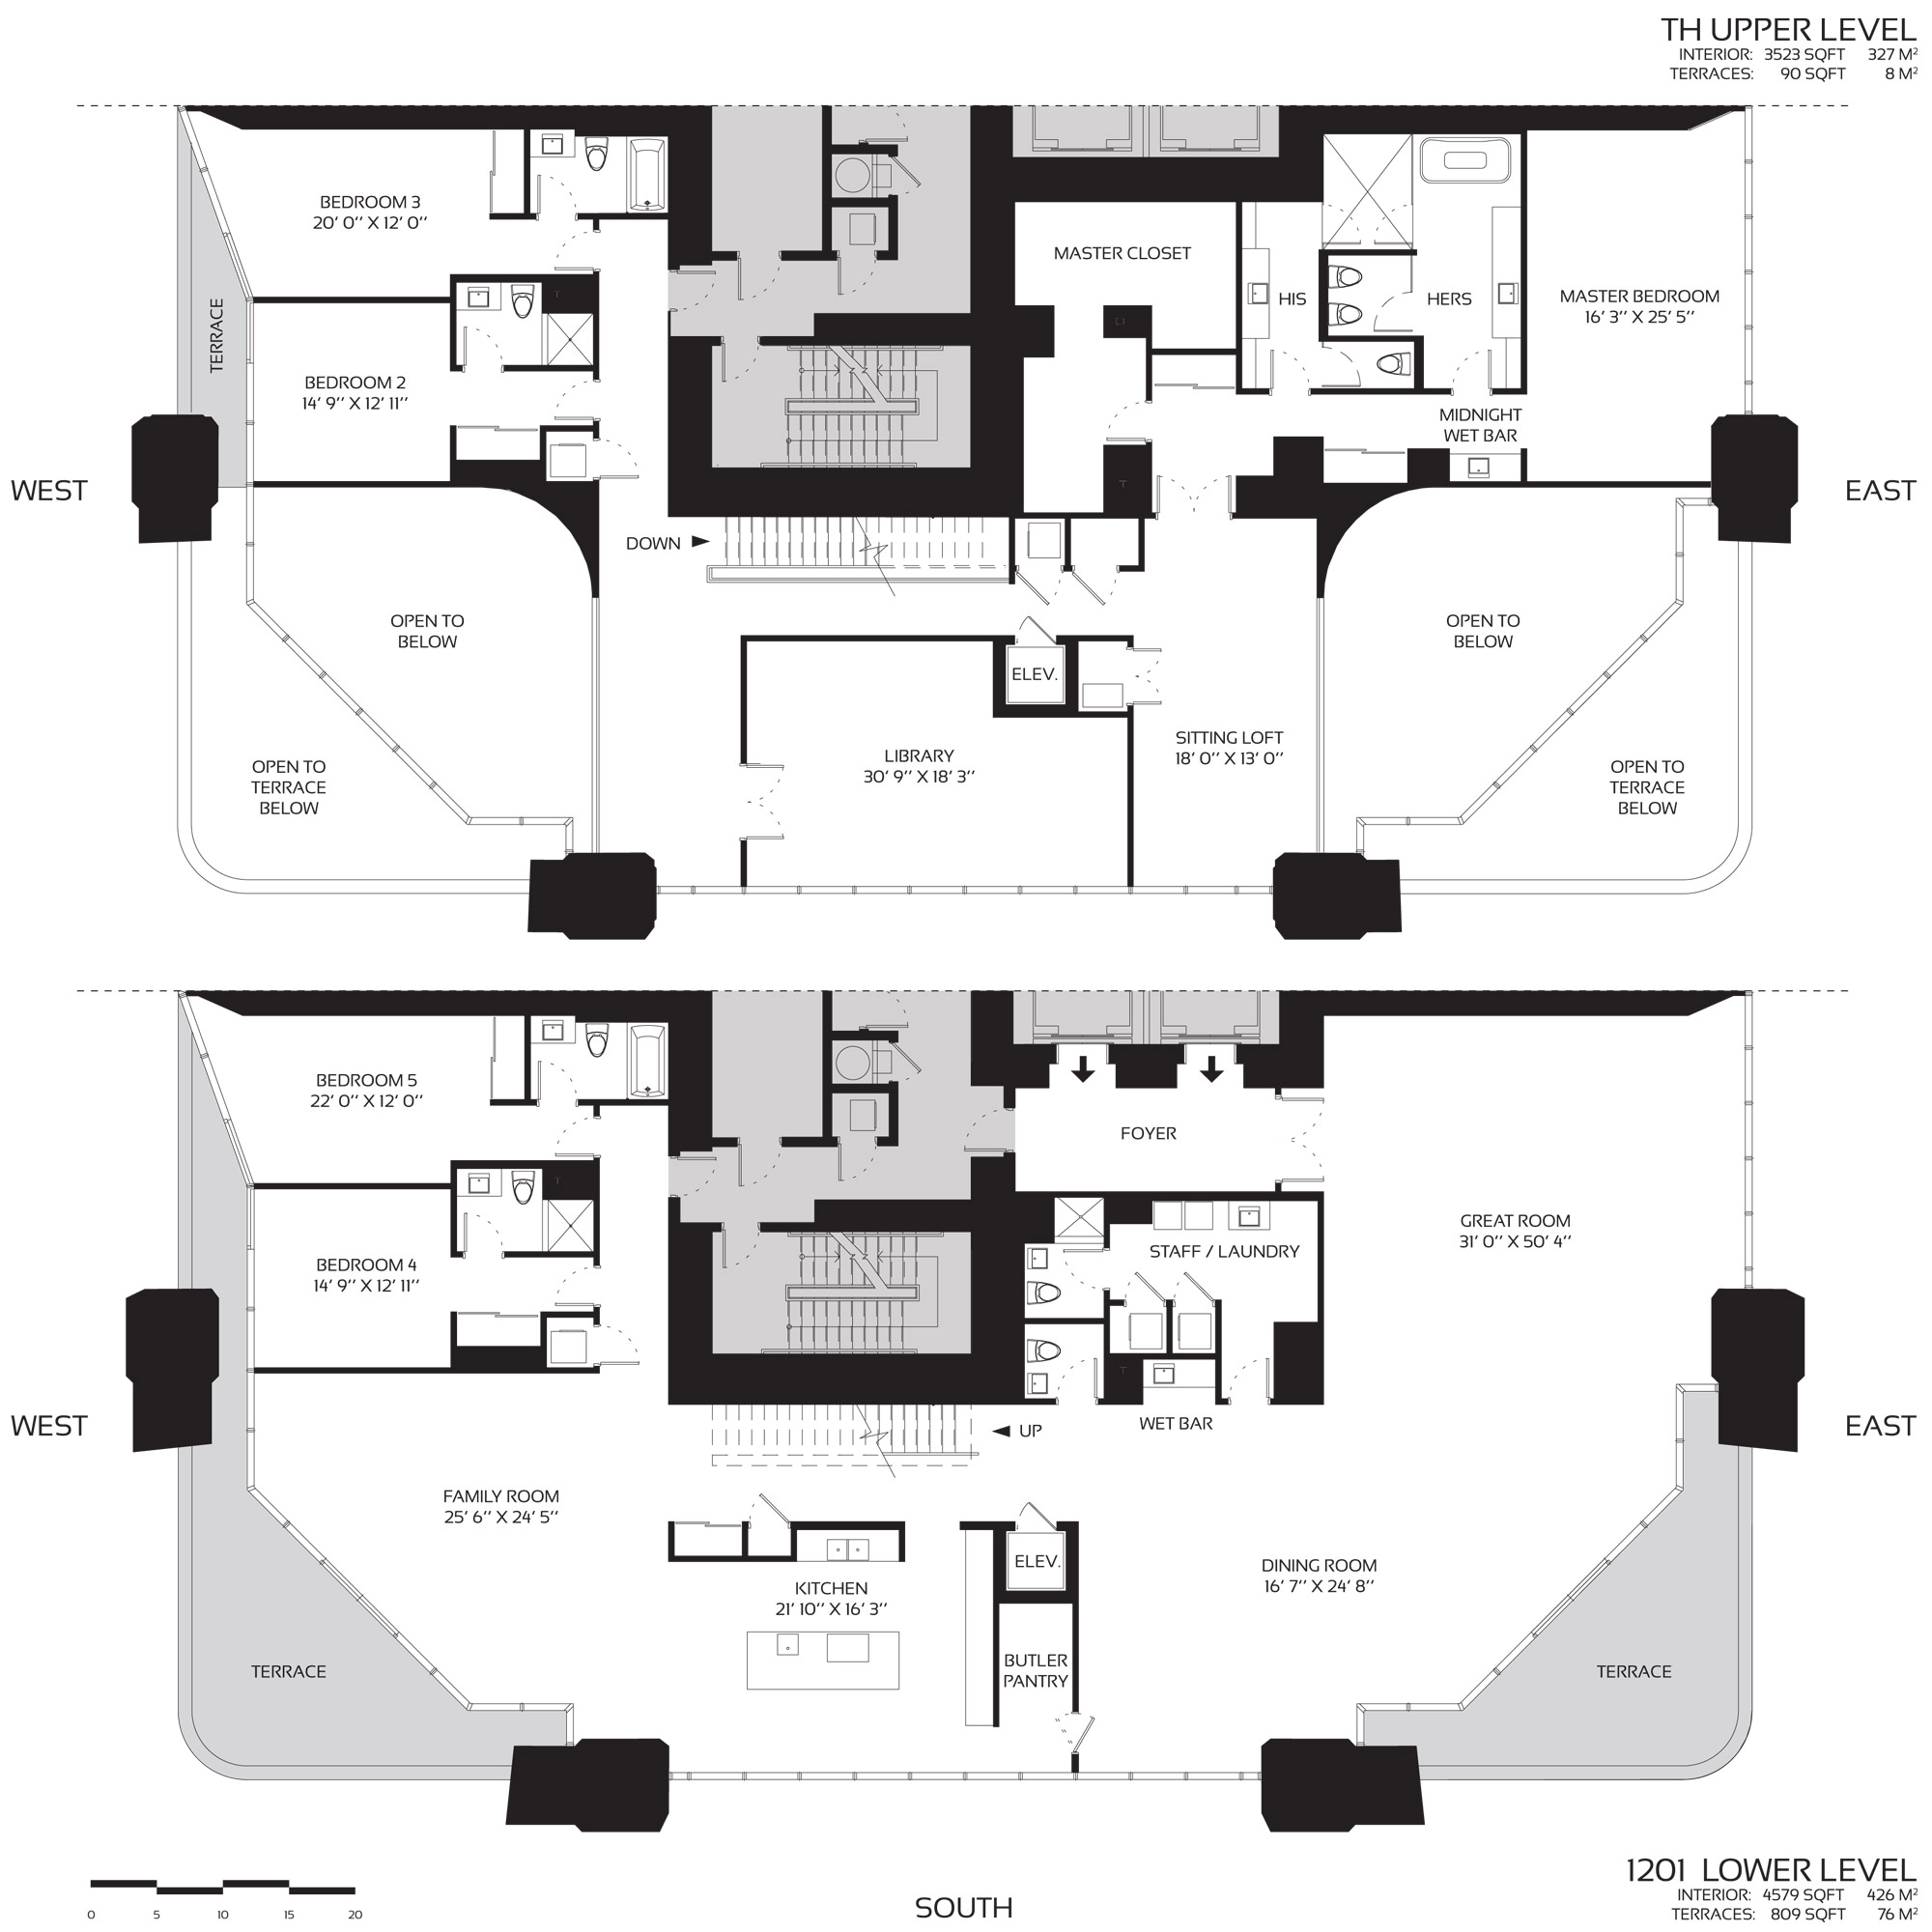 TH UPPER LEVEL
INTERIOR: 3523 SQFT 327 M²
TERRACES: 90 SQFT 8 M²
BEDROOM 3
20' 0'' X 12' 0''
MASTER CLOSET
HIS
HERS
MASTER BEDROOM
16' 3'' X 25' 5''
TERRACE
BEDROOM 2
14' 9'' X 12' 11''
MIDNIGHT
WET BAR
WEST
EAST
DOWN
OPEN TO
BELOW
OPEN TO
BELOW
ELEV.
LIBRARY
30' 9'' X 18' 3''
SITTING LOFT
18' 0'' X 13' 0''
OPEN TO
TERRACE
BELOW
OPEN TO
TERRACE
BELOW
BEDROOM 5
22' 0'' X 12' 0''
FOYER
GREAT ROOM
31' 0'' X 50' 4''
STAFF / LAUNDRY
BEDROOM 4
14' 9'' X 12' 11''
WEST
UP
WET BAR
EAST
FAMILY ROOM
25' 6'' X 24' 5''
ELEV.
KITCHEN
21' 10'' X 16' 3''
DINING ROOM
16' 7'' X 24' 8''
BUTLER
PANTRY
TERRACE
TERRACE
1201 LOWER LEVEL
INTERIOR: 4579 SQFT 426 M²
TERRACES: 809 SQFT 76 M²
0 5 10 15 20
SOUTH